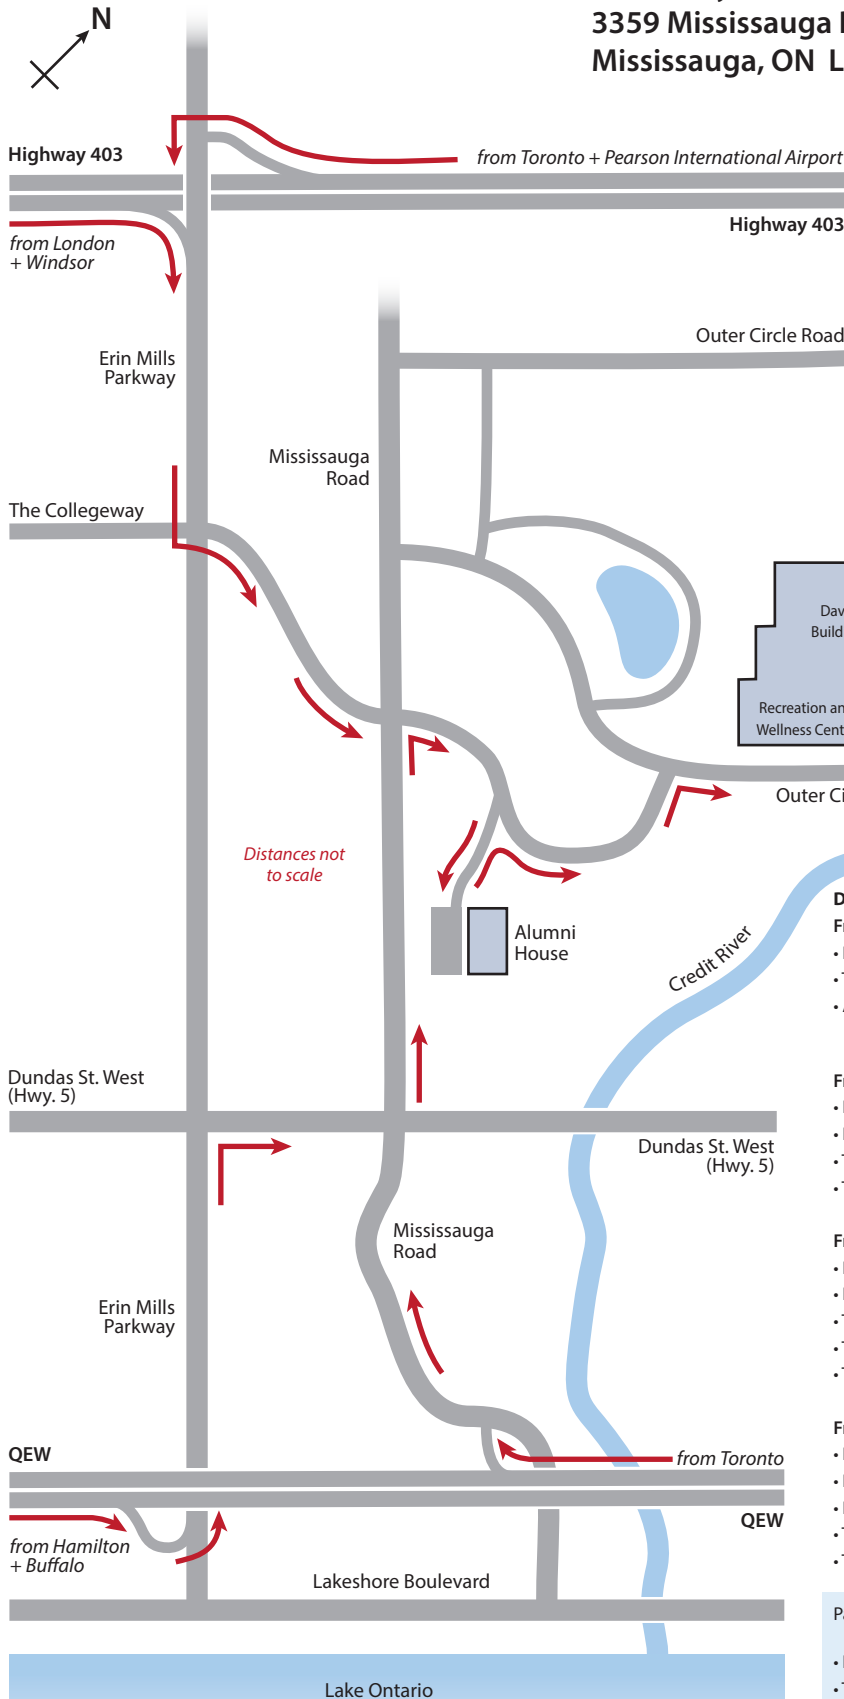 N
3359 Mississauga
Mississauga, ON L
Highway 403
from Toronto + Pearson International Airport
Highway 403
from London
+ Windsor
Outer Circle Road
Erin Mills
Parkway
Mississauga
Road
The Collegeway
Recreation
Wellness
Outer
Distances not
to scale
Alumni
House
Credit River
Dundas St. West
(Hwy. 5)
Dundas St. West
(Hwy. 5)
Mississauga
Road
Erin Mills
Parkway
QEW
from Toronto
QEW
from Hamilton
+ Buffalo
Lakeshore Boulevard
Lake Ontario